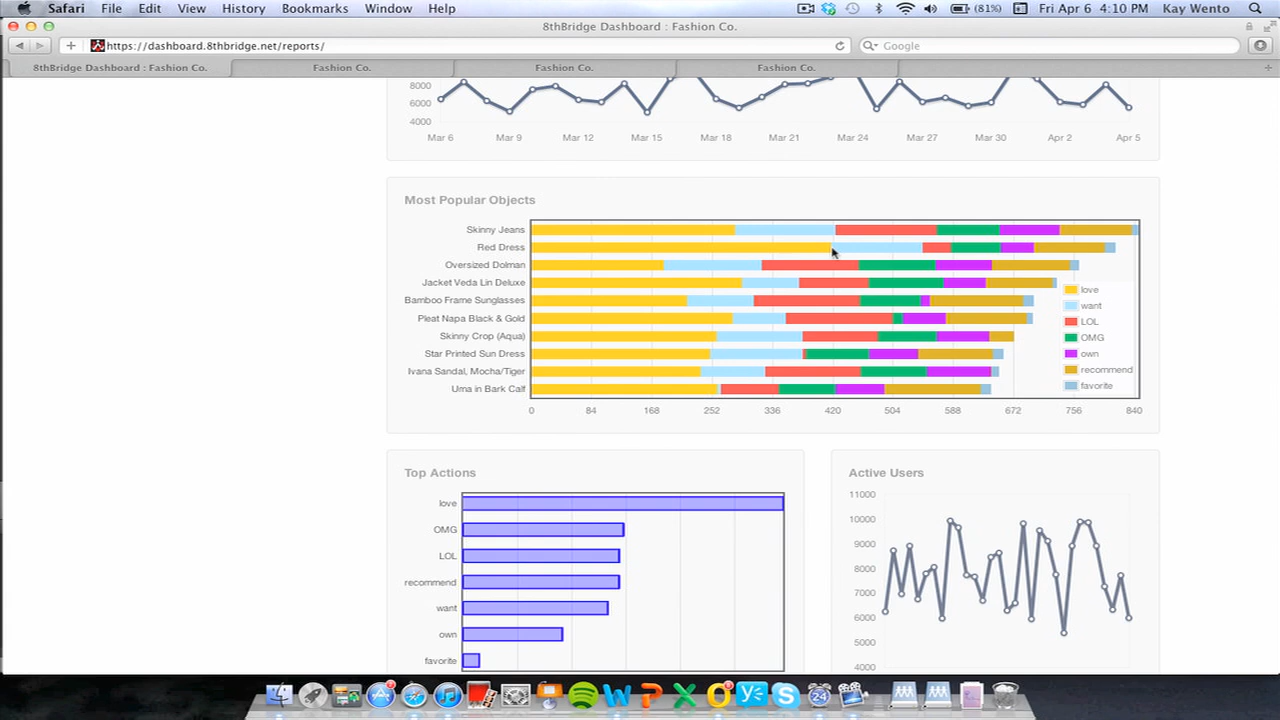 Safari File Edit View History Bookmarks Window Help (81%) Fri Apr 6 4:10 PM Kay Wento
8thBridge Dashboard : Fashion Co.
https://dashboard.8thbridge.net/reports/ Google
8thBridge Dashboard : Fashion Co. Fashion Co. Fashion Co. Fashion Co.
8000
6000
4000
Mar 6 Mar 9 Mar 12 Mar 15 Mar 18 Mar 21 Mar 24 Mar 27 Mar 30 Apr 2 Apr 5
Most Popular Objects
Skinny Jeans
Red Dress
Oversized Dolman
Jacket Veda Lin Deluxe
Bamboo Frame Sunglasses
Pleat Napa Black & Gold
Skinny Crop (Aqua)
Star Printed Sun Dress
Ivana Sandal, Mocha/Tiger
Uma in Bark Calf
love
want
LOL
OMG
own
recommend
favorite
0 84 168 252 336 420 504 588 672 756 840
Top Actions
love
OMG
LOL
recommend
want
own
favorite
Active Users
11000
10000
9000
8000
7000
6000
5000
4000
24